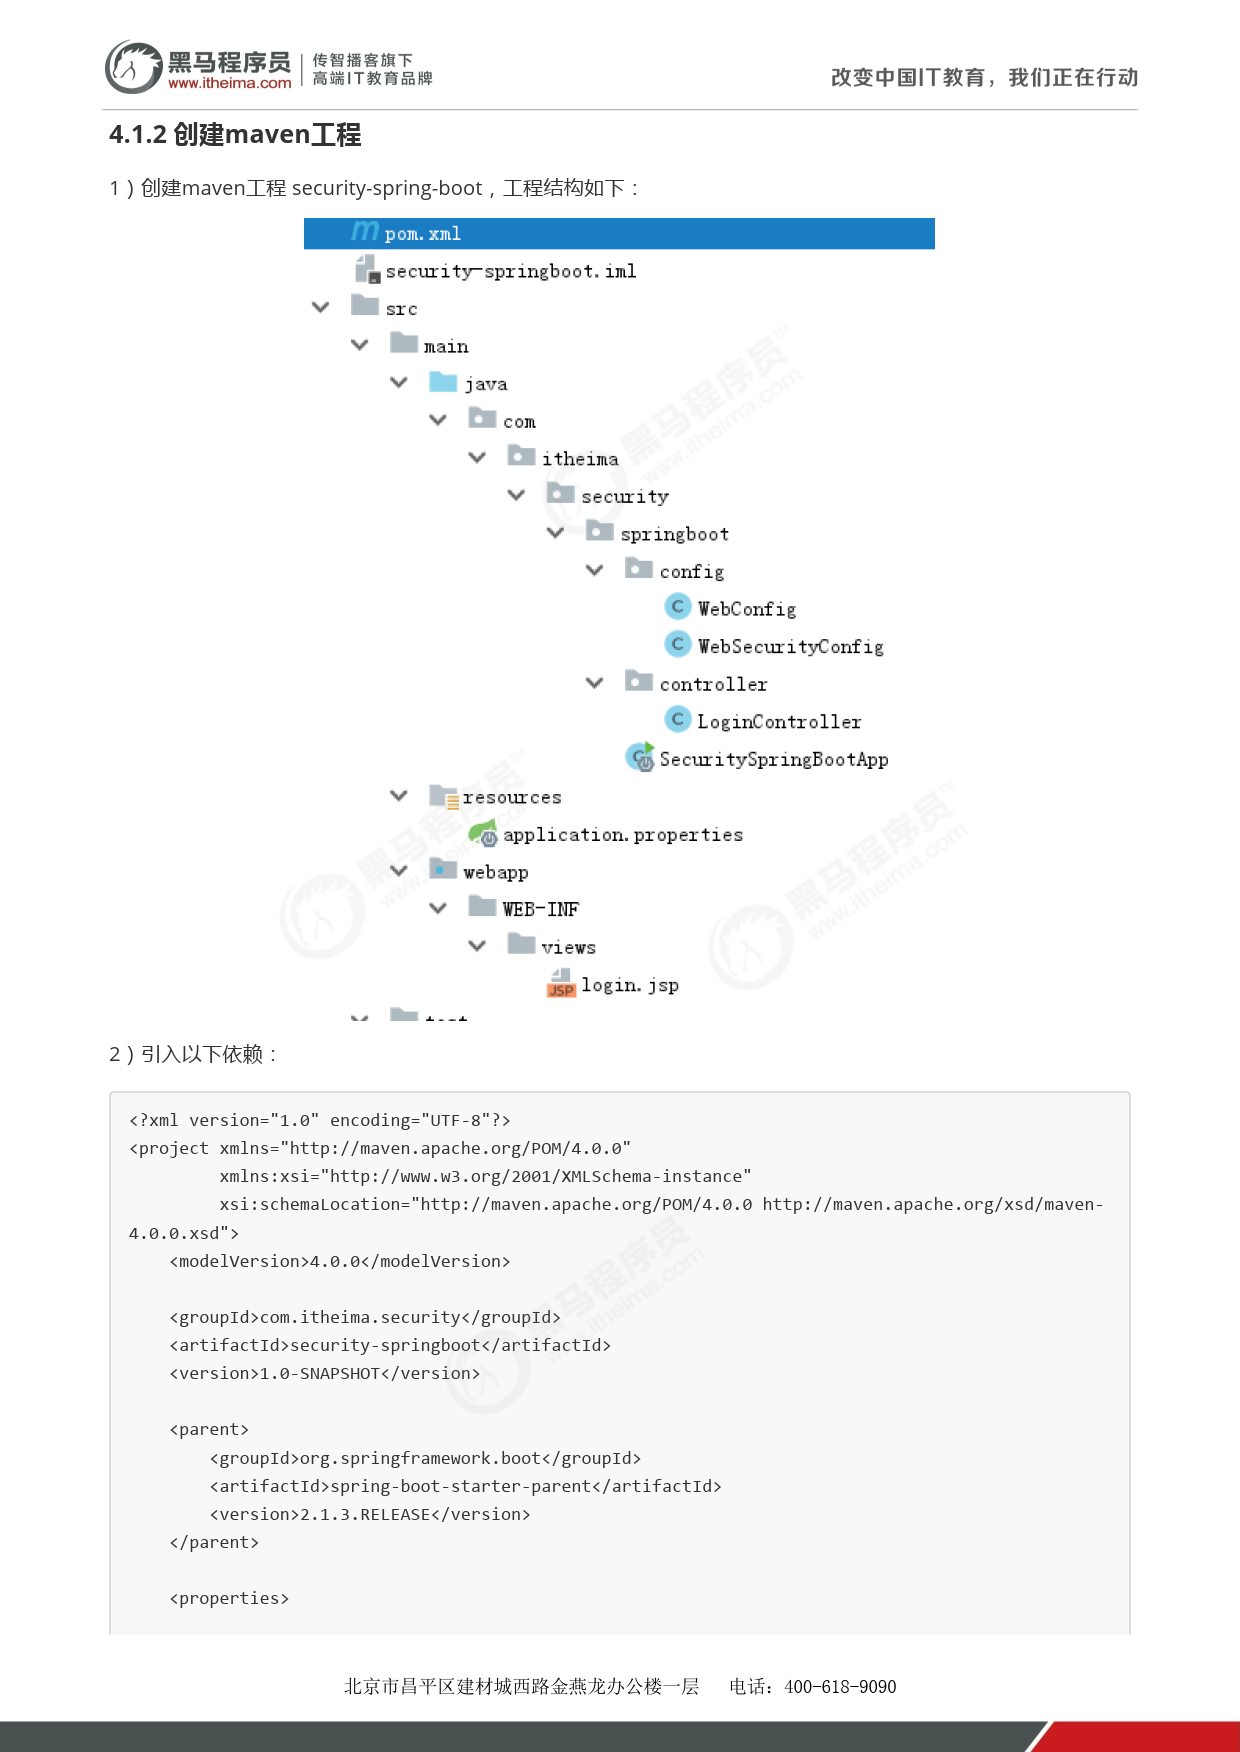 黑马程序员
www.itheima.com
传智播客旗下
高端IT教育品牌
改变中国IT教育，我们正在行动
4.1.2 创建maven工程
1）创建maven工程 security-spring-boot，工程结构如下：
pom.xml
security-springboot.iml
src
main
java
com
itheima
security
springboot
config
WebConfig
WebSecurityConfig
controller
LoginController
SecuritySpringBootApp
resources
application.properties
webapp
WEB-INF
views
login.jsp
2）引入以下依赖：
<?xml version="1.0" encoding="UTF-8"?>
<project xmlns="http://maven.apache.org/POM/4.0.0"
         xmlns:xsi="http://www.w3.org/2001/XMLSchema-instance"
         xsi:schemaLocation="http://maven.apache.org/POM/4.0.0 http://maven.apache.org/xsd/maven-
4.0.0.xsd">
    <modelVersion>4.0.0</modelVersion>
    <groupId>com.itheima.security</groupId>
    <artifactId>security-springboot</artifactId>
    <version>1.0-SNAPSHOT</version>
    <parent>
        <groupId>org.springframework.boot</groupId>
        <artifactId>spring-boot-starter-parent</artifactId>
        <version>2.1.3.RELEASE</version>
    </parent>
    <properties>
北京市昌平区建材城西路金燕龙办公楼一层 电话：400-618-9090